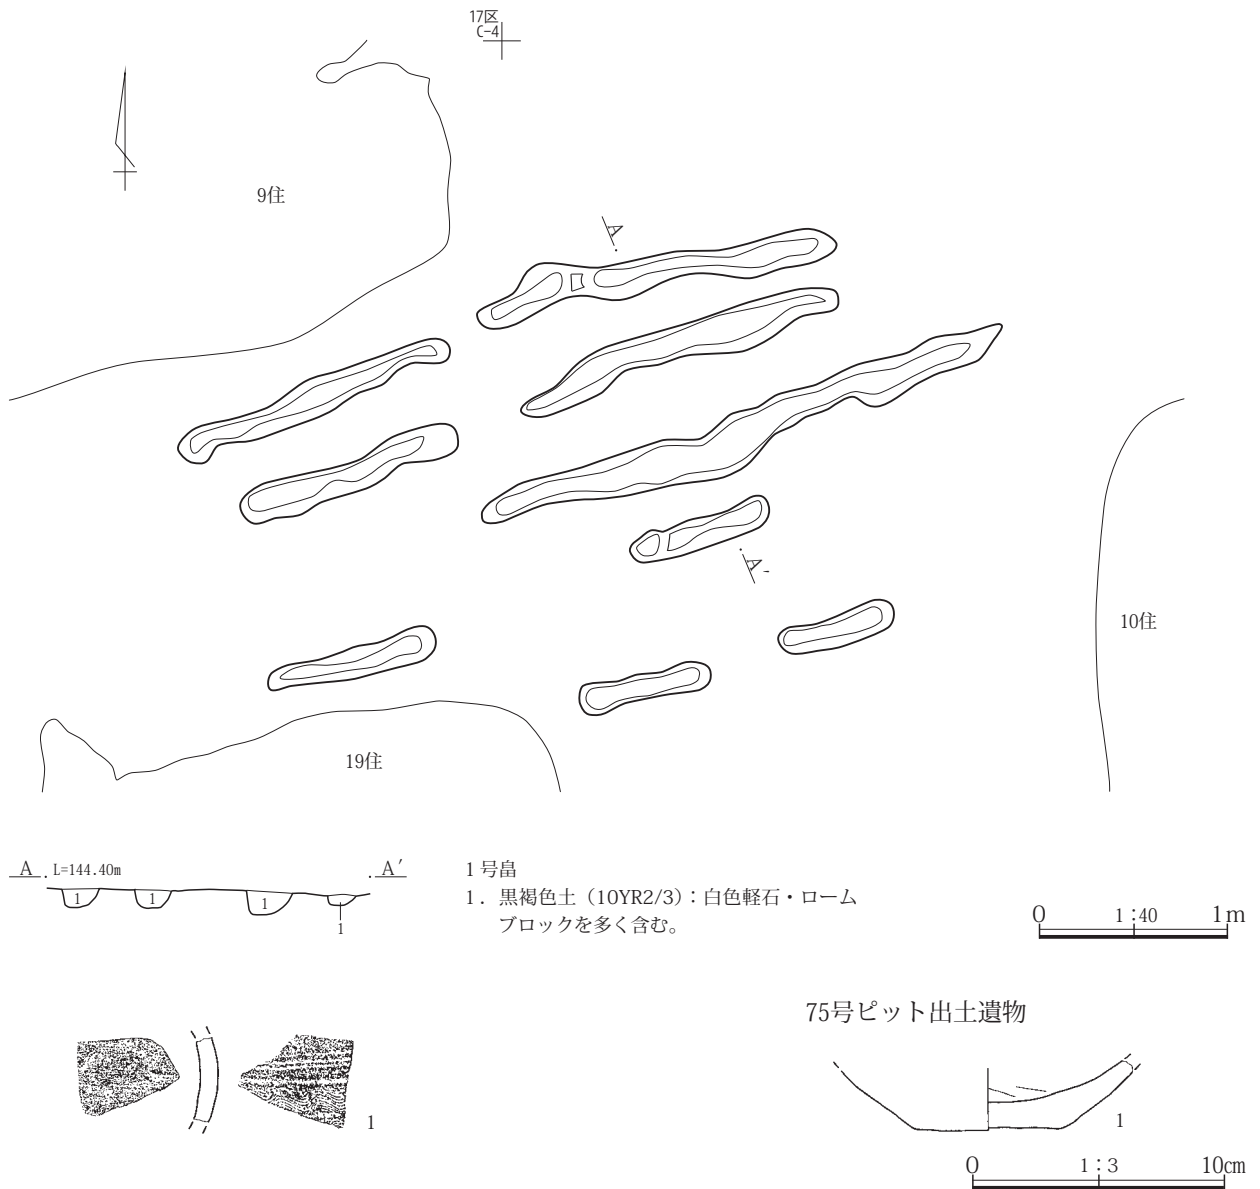 17区
C-4
9住
A
A′
10住
19住
A
L=144.40m
A′
1
1
1
1
1号畠
1．黒褐色土（10YR2/3）：白色軽石・ローム
ブロックを多く含む。
0 1：40 1m
1
75号ピット出土遺物
1
0 1：3 10cm